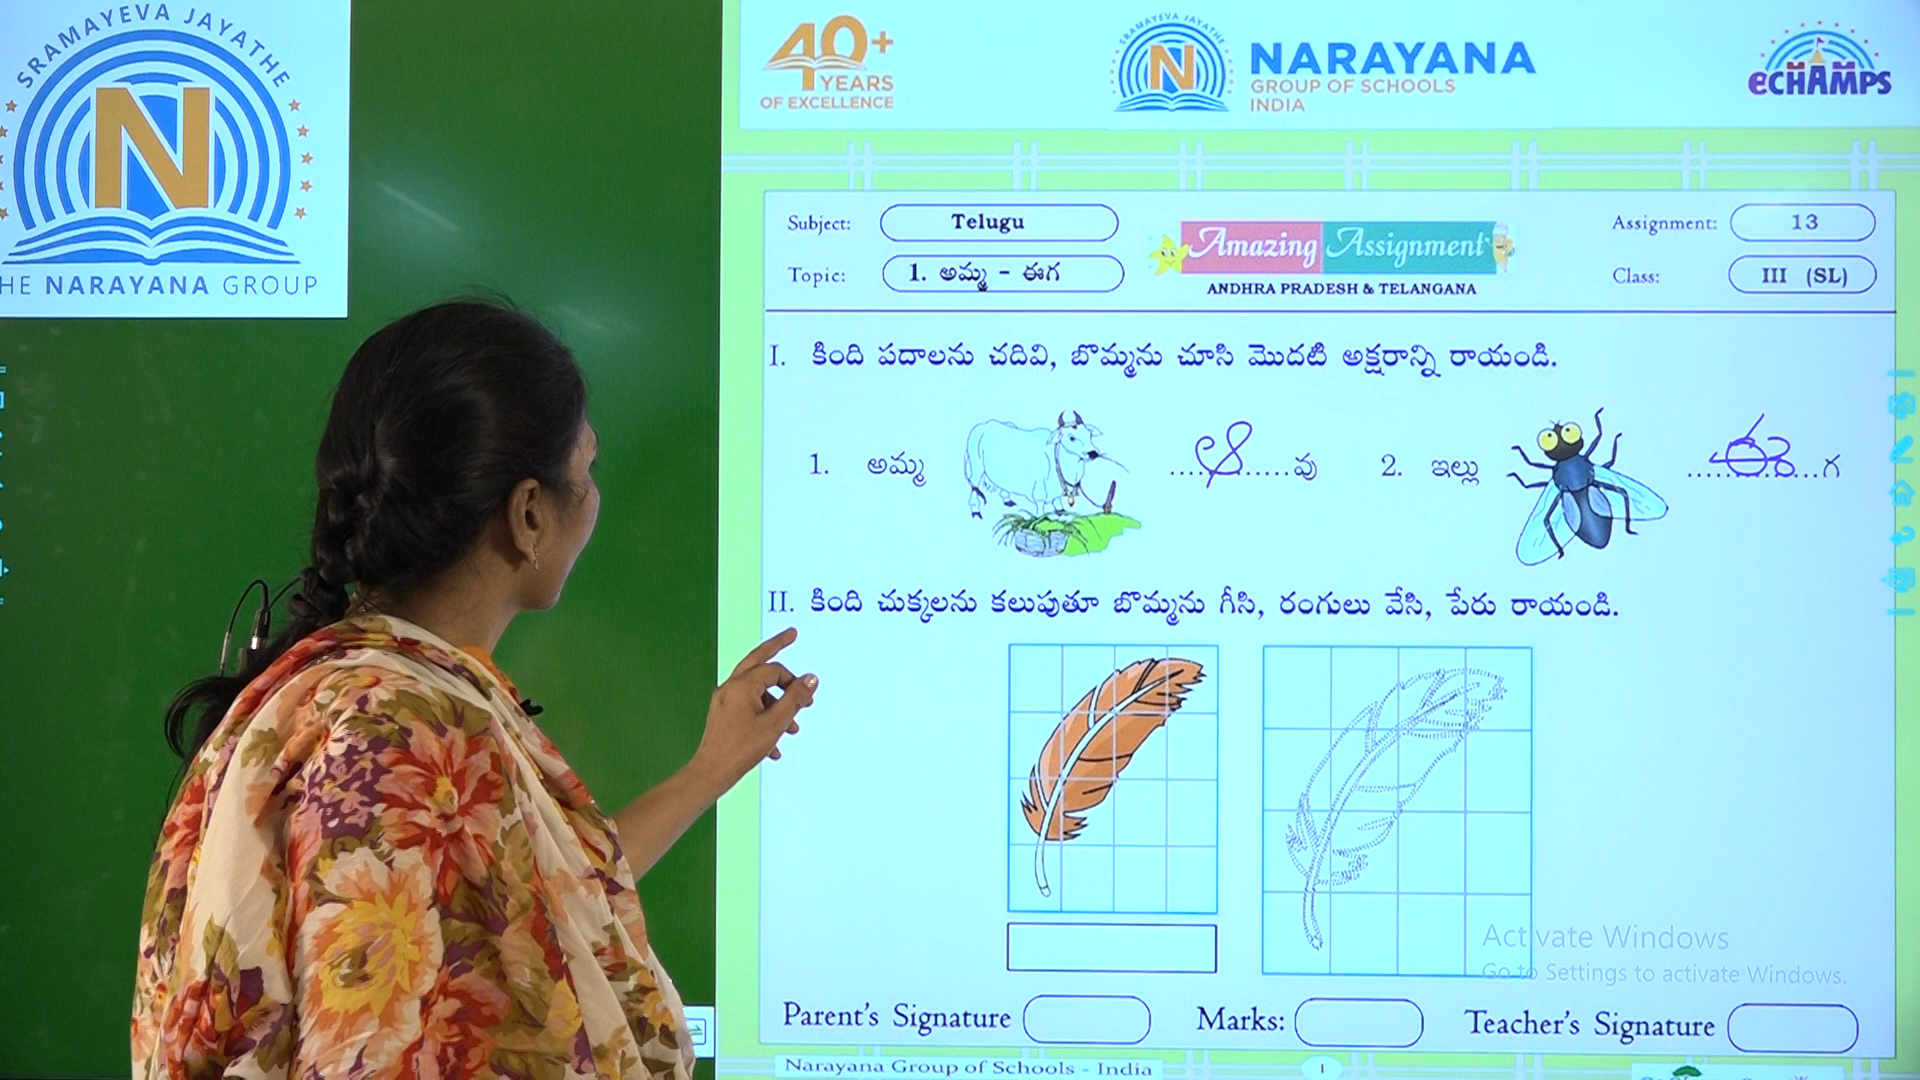 SRAMAYEVA JAYATHE
N
HE NARAYANA GROUP
40+
YEARS
OF EXCELLENCE
SRAMAYEVA JAYATHE
N
NARAYANA
GROUP OF SCHOOLS
INDIA
eCHAMPS
Subject: Telugu
Amazing Assignment
Assignment: 13
Topic: 1. అమ్మ - ఈగ
ANDHRA PRADESH & TELANGANA
Class: III (SL)
I. కింది పదాలను చదివి, బొమ్మను చూసి మొదటి అక్షరాన్ని రాయండి.
1. అమ్మ ....ఆ......వు 2. ఇల్లు ....ఈ....గ
II. కింది చుక్కలను కలుపుతూ బొమ్మను గీసి, రంగులు వేసి, పేరు రాయండి.
Activate Windows
Go to Settings to activate Windows.
Parent's Signature Marks: Teacher's Signature
Narayana Group of Schools - India 1